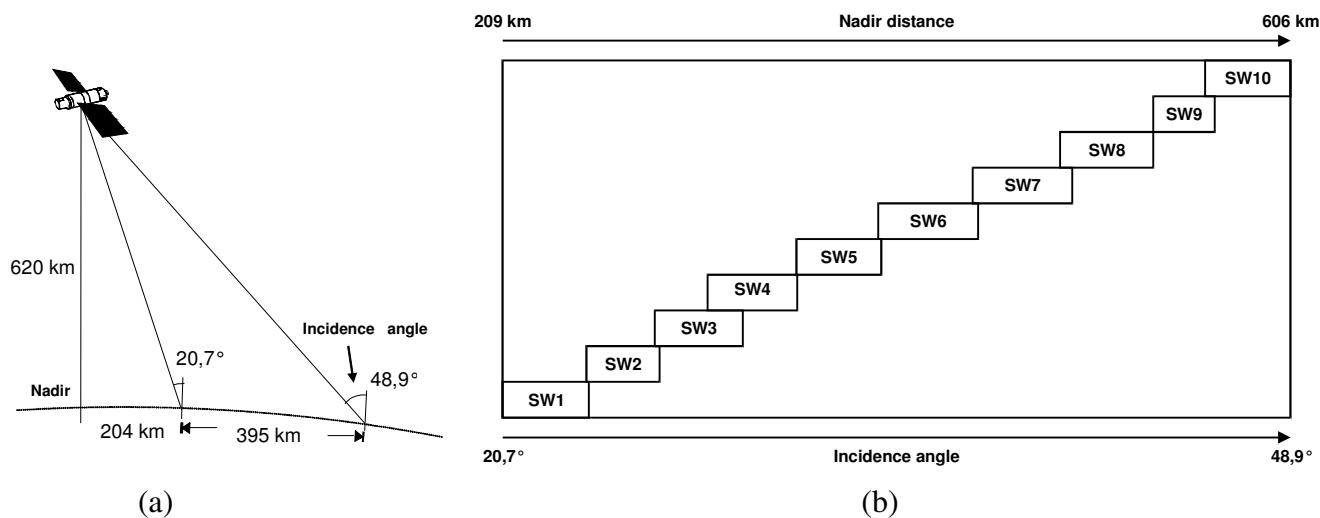 620 km
Nadir
20,7°
Incidence angle
48,9°
204 km
395 km
(a)
209 km
Nadir distance
606 km
SW10
SW9
SW8
SW7
SW6
SW5
SW4
SW3
SW2
SW1
20,7°
Incidence angle
48,9°
(b)